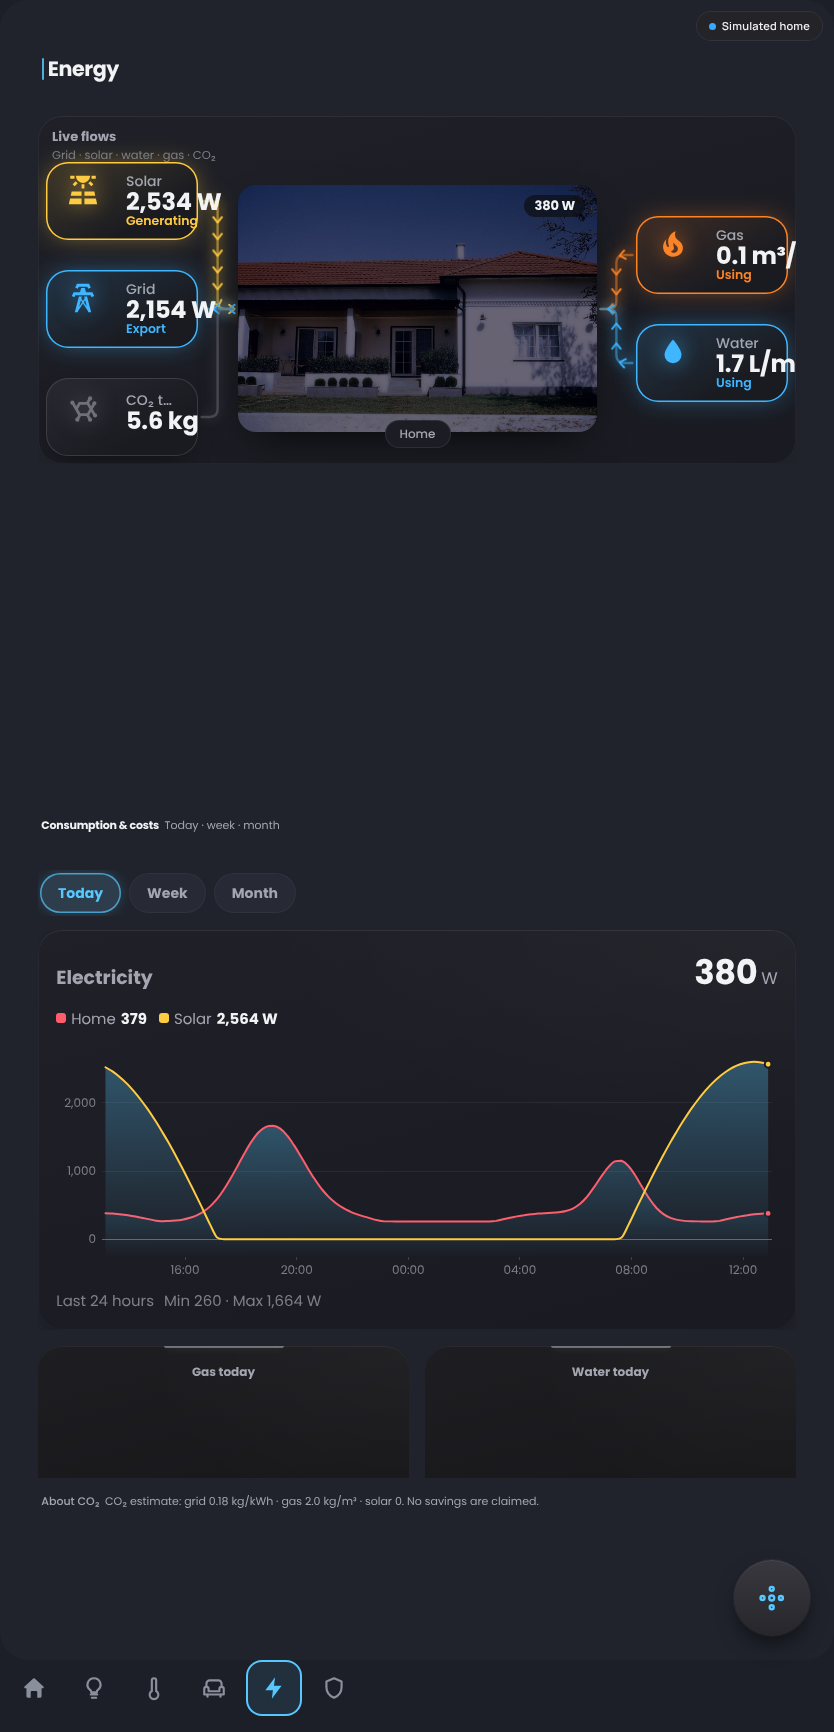 Simulated home
Energy
Live flows
Grid · solar · water · gas · CO₂
Solar
2,534 W
Generating
Grid
2,154 W
Export
CO₂ t...
5.6 kg
380 W
Home
Gas
0.1 m³/
Using
Water
1.7 L/m
Using
Consumption & costs Today · week · month
Today Week Month
Electricity
380 W
Home 379 Solar 2,564 W
2,000
1,000
0
16:00 20:00 00:00 04:00 08:00 12:00
Last 24 hours Min 260 · Max 1,664 W
Gas today
Water today
About CO₂ CO₂ estimate: grid 0.18 kg/kWh · gas 2.0 kg/m³ · solar 0. No savings are claimed.